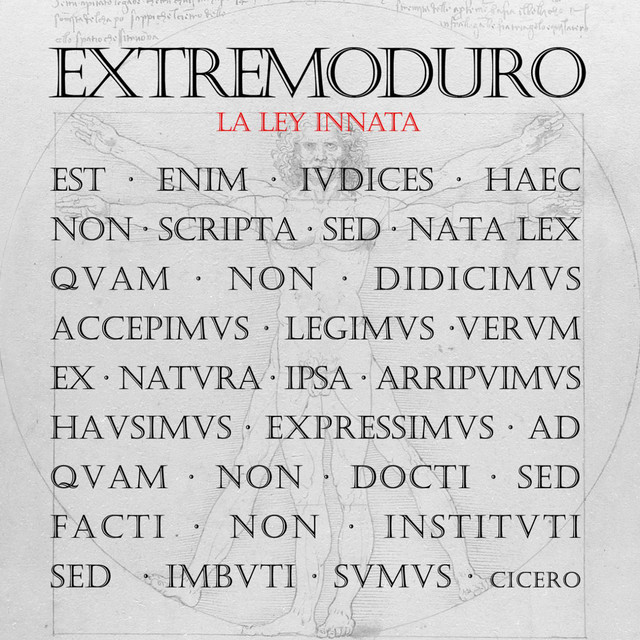 EXTREMODURO
LA LEY INNATA
EST · ENIM · IVDICES · HAEC
NON · SCRIPTA · SED · NATA LEX
QVAM · NON · DIDICIMVS
ACCEPIMVS · LEGIMVS · VERVM
EX · NATVRA · IPSA · ARRIPVIMVS
HAVSIMVS · EXPRESSIMVS · AD
QVAM · NON · DOCTI · SED
FACTI · NON · INSTITVTI
SED · IMBVTI · SVMVS · CICERO